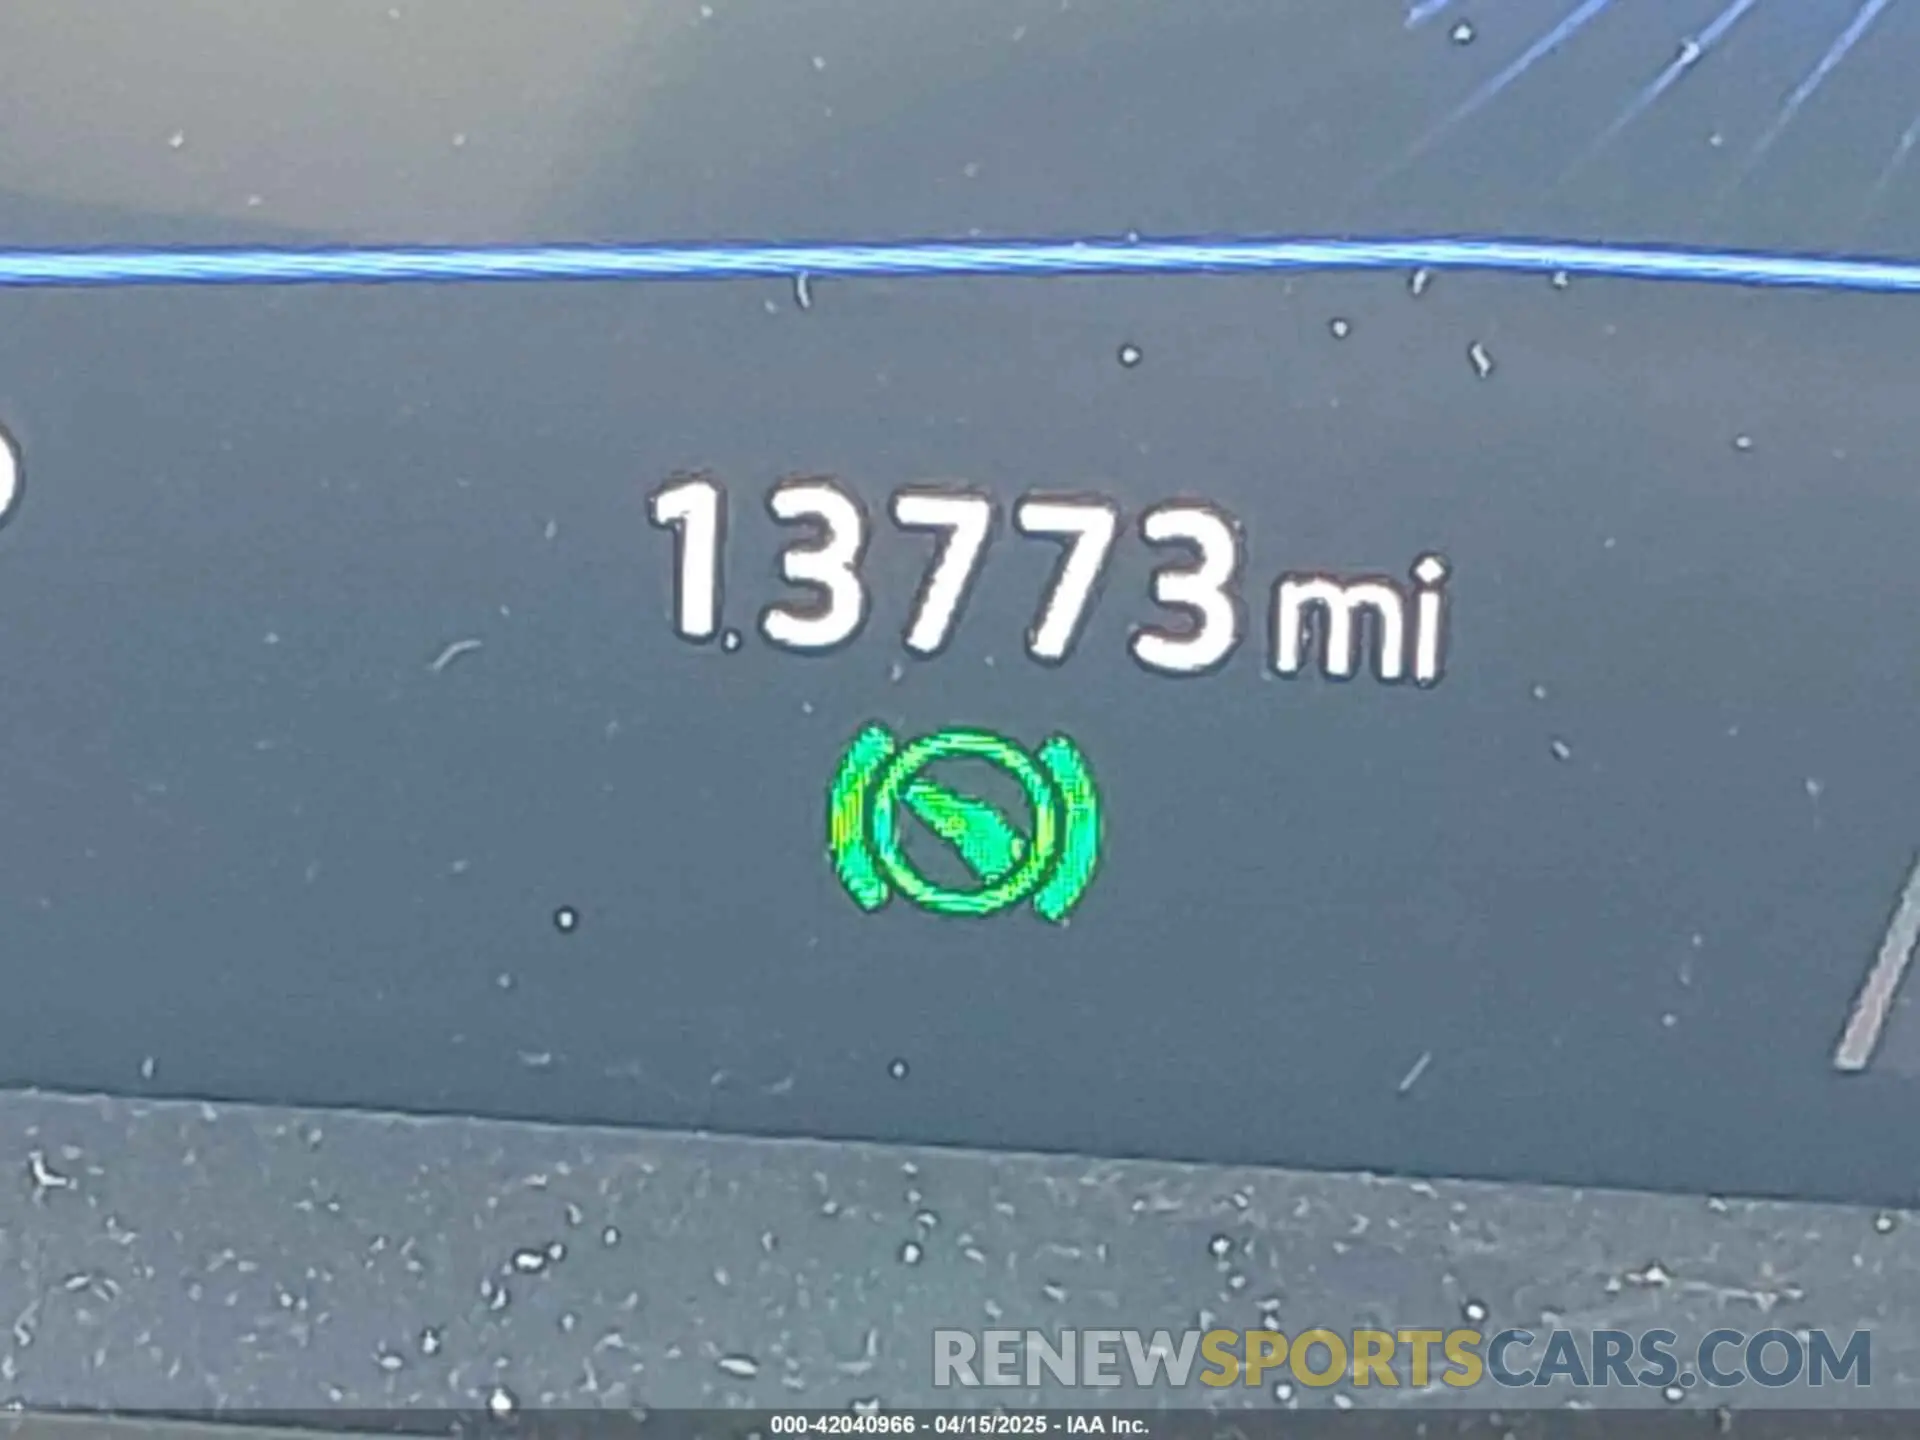 13773 mi
RENEWSPORTSCARS.COM
000-42040966 - 04/15/2025 - IAA Inc.